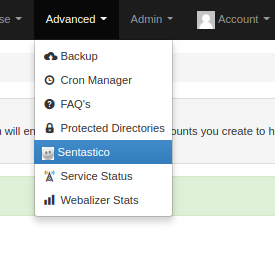 se Advanced Admin Account
Backup
Cron Manager
FAQ's
Protected Directories
n will en ounts you create to h
Sentastico
Service Status
Webalizer Stats